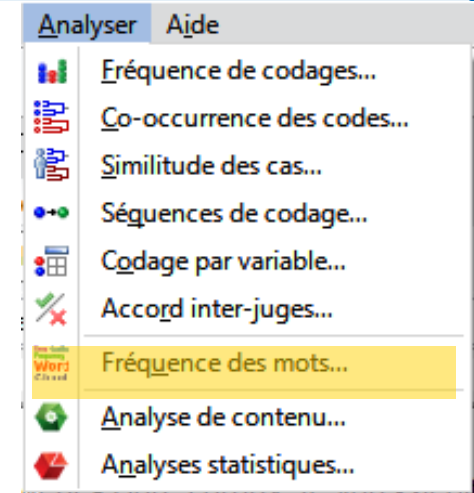 Analyser Aide
Fréquence de codages...
Co-occurrence des codes...
Similitude des cas...
Séquences de codage...
Codage par variable...
Accord inter-juges...
Word Fréquence des mots...
Analyse de contenu...
Analyses statistiques...